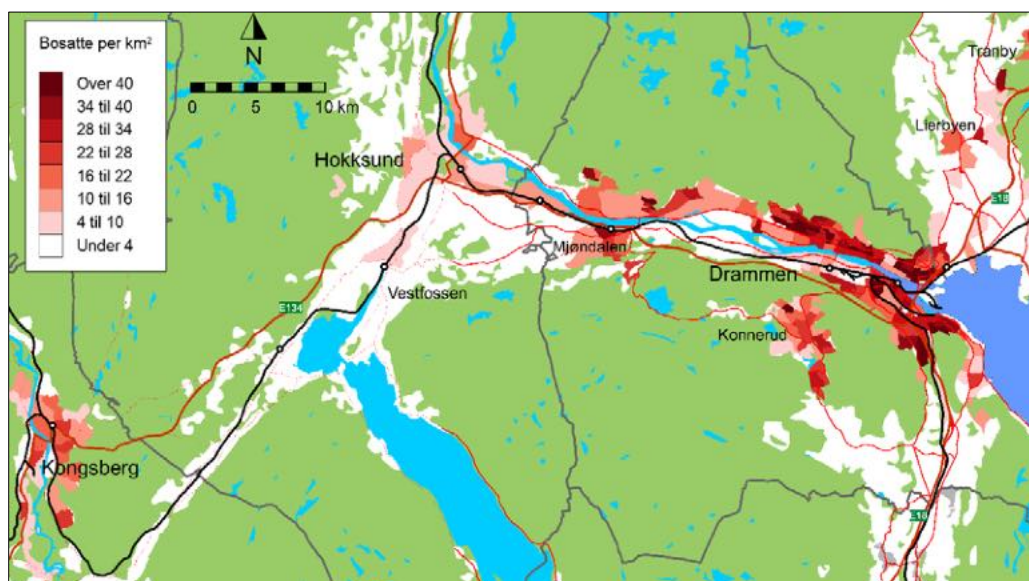 Bosatte per km²
Over 40
34 til 40
28 til 34
22 til 28
16 til 22
10 til 16
4 til 10
Under 4
N
0 5 10 km
Tranby
Lierbyen
Hokksund
E18
Mjøndalen
Drammen
Vestfossen
E134
Konnerud
Kongsberg
E18